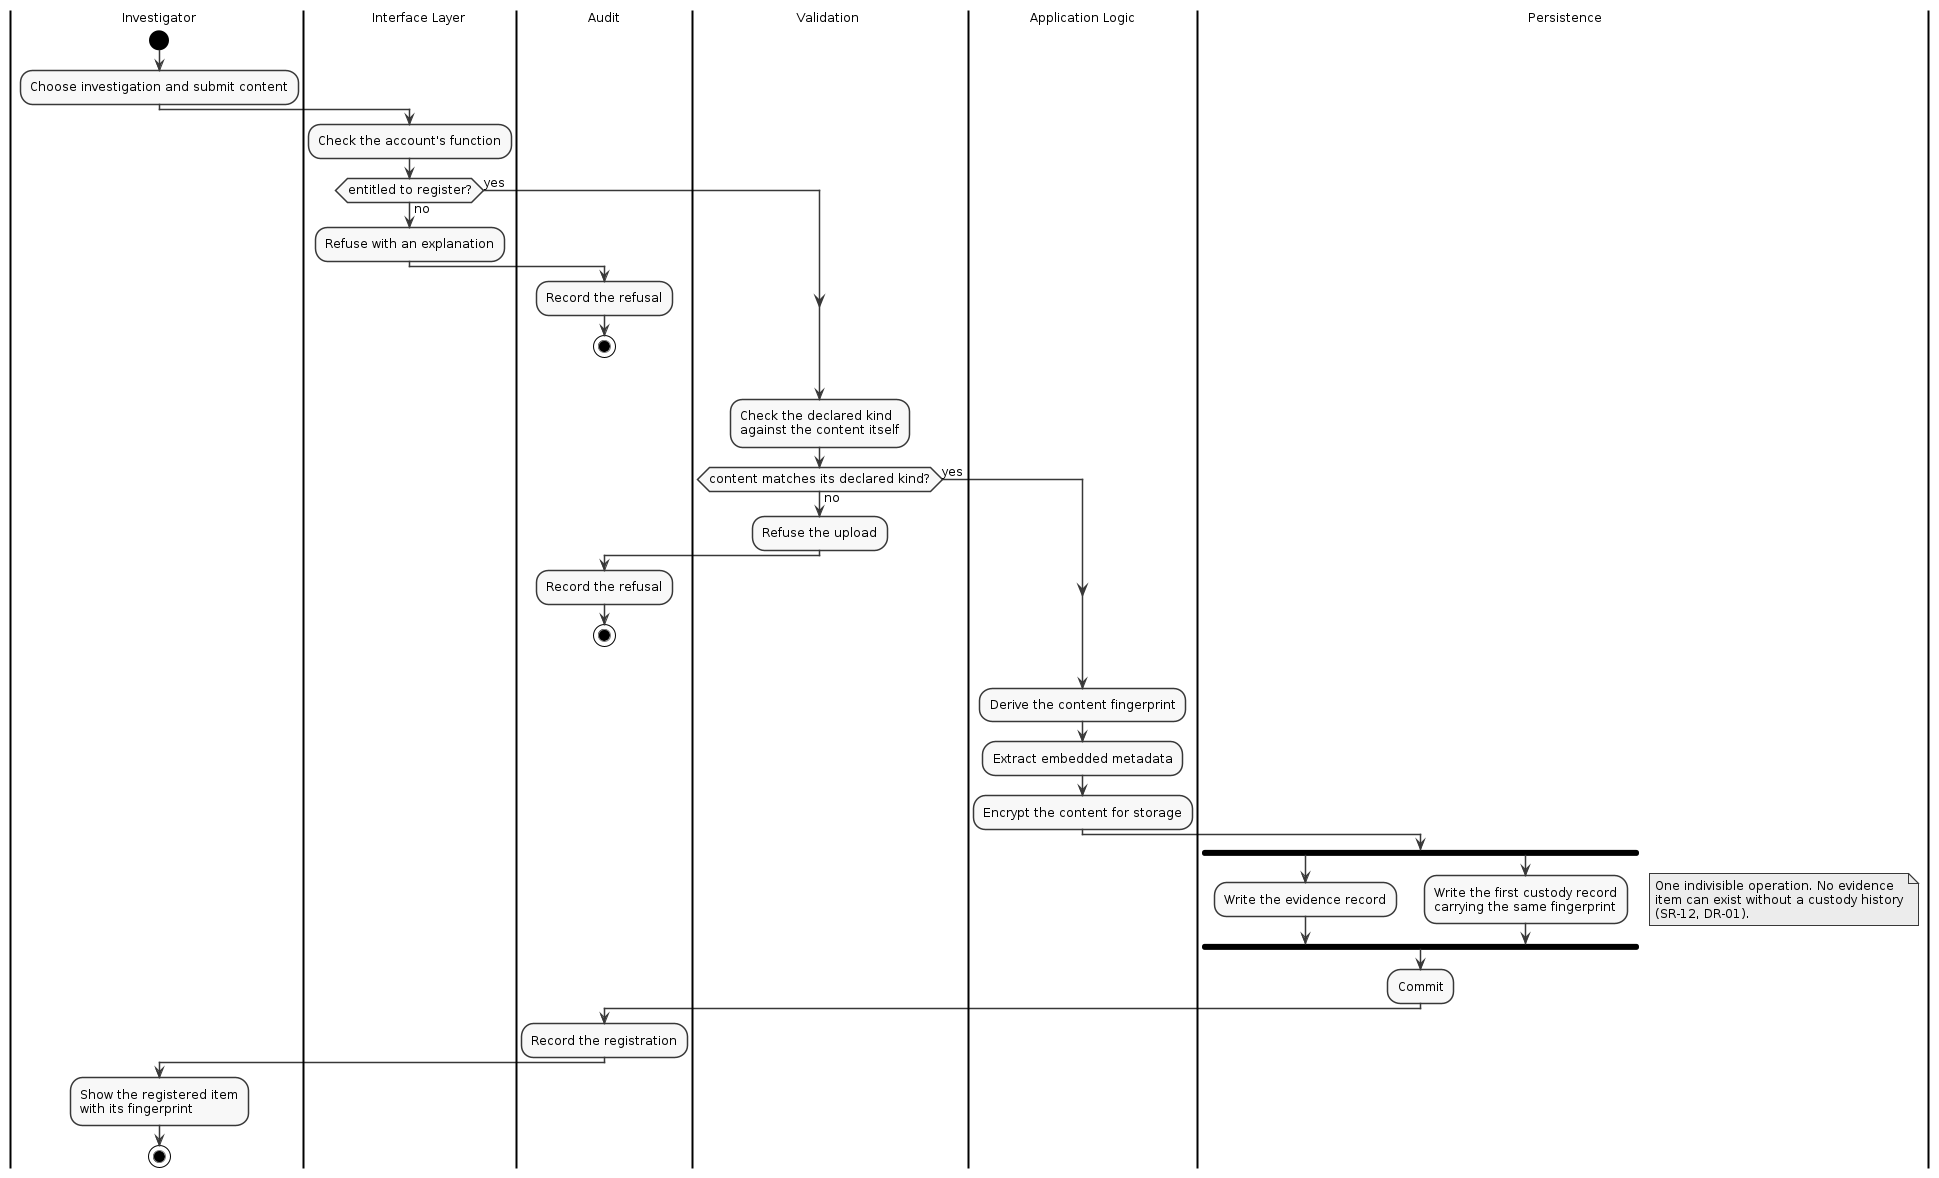 Investigator
Interface Layer
Audit
Validation
Application Logic
Persistence
Choose investigation and submit content
Check the account's function
entitled to register?
yes
no
Refuse with an explanation
Record the refusal
Check the declared kind
against the content itself
content matches its declared kind?
yes
no
Refuse the upload
Record the refusal
Derive the content fingerprint
Extract embedded metadata
Encrypt the content for storage
Write the evidence record
Write the first custody record
carrying the same fingerprint
One indivisible operation. No evidence
item can exist without a custody history
(SR-12, DR-01).
Commit
Record the registration
Show the registered item
with its fingerprint